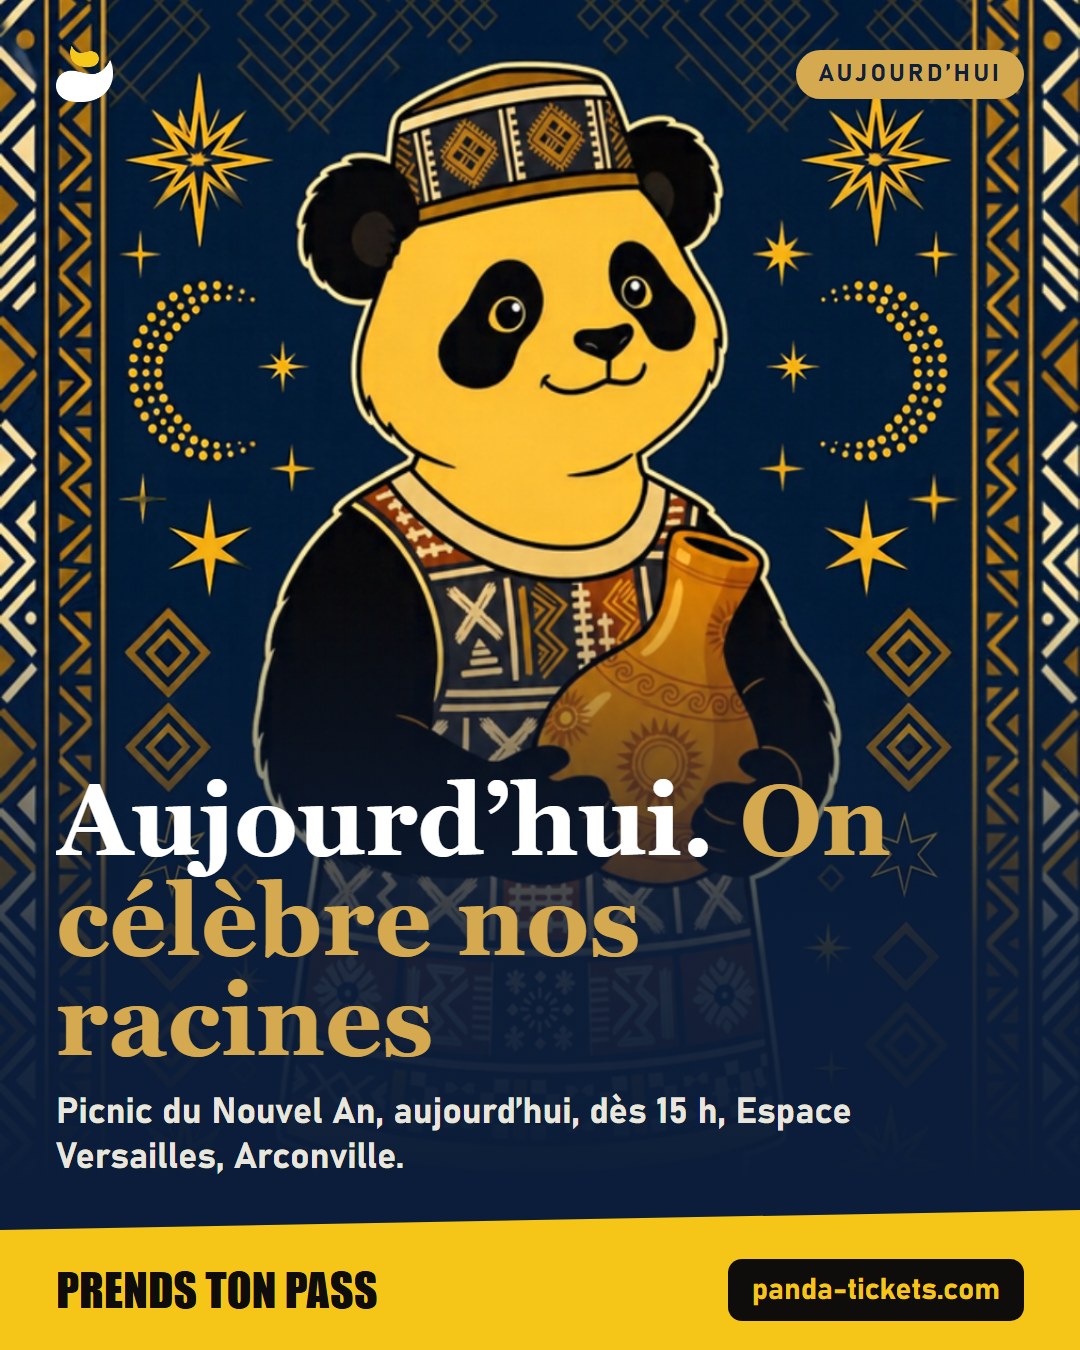 AUJOURD'HUI
Aujourd’hui. On
célèbre nos
racines
Picnic du Nouvel An, aujourd’hui, dès 15 h, Espace
Versailles, Arconville.
PRENDS TON PASS
panda-tickets.com